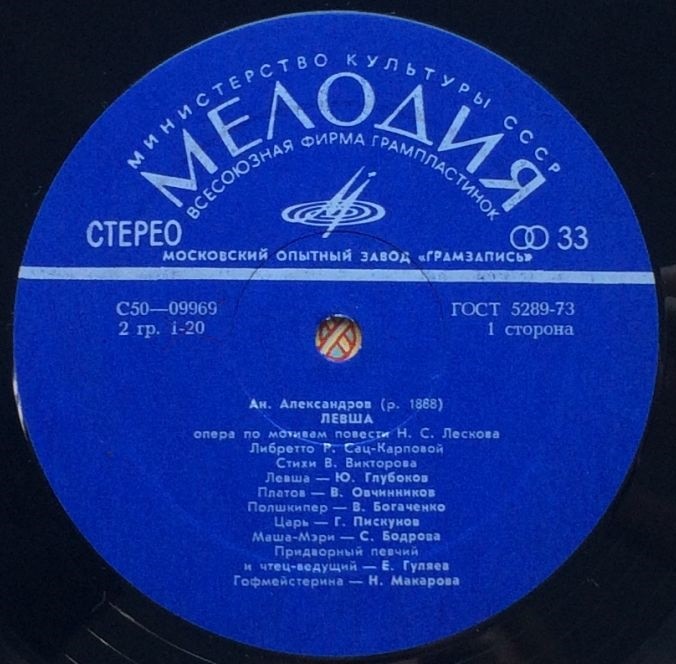 МИНИСТЕРСТВО КУЛЬТУРЫ СССР
МЕЛОДИЯ
ВСЕСОЮЗНАЯ ФИРМА ГРАМПЛАСТИНОК
СТЕРЕО
33
МОСКОВСКИЙ ОПЫТНЫЙ ЗАВОД «ГРАМЗАПИСЬ»
С50—09969
ГОСТ 5289-73
2 гр. 1-20
1 сторона
Ан. Александров (р. 1888)
ЛЕВША
опера по мотивам повести Н. С. Лескова
Либретто Р. Сац-Карповой
Стихи В. Викторова
Левша — Ю. Глубоков
Платов — В. Овчинников
Полшкипер — В. Богаченко
Царь — Г. Пискунов
Маша-Мэри — С. Бодрова
Придворный певчий
и чтец-ведущий — Е. Гуляев
Гофмейстерина — Н. Макарова